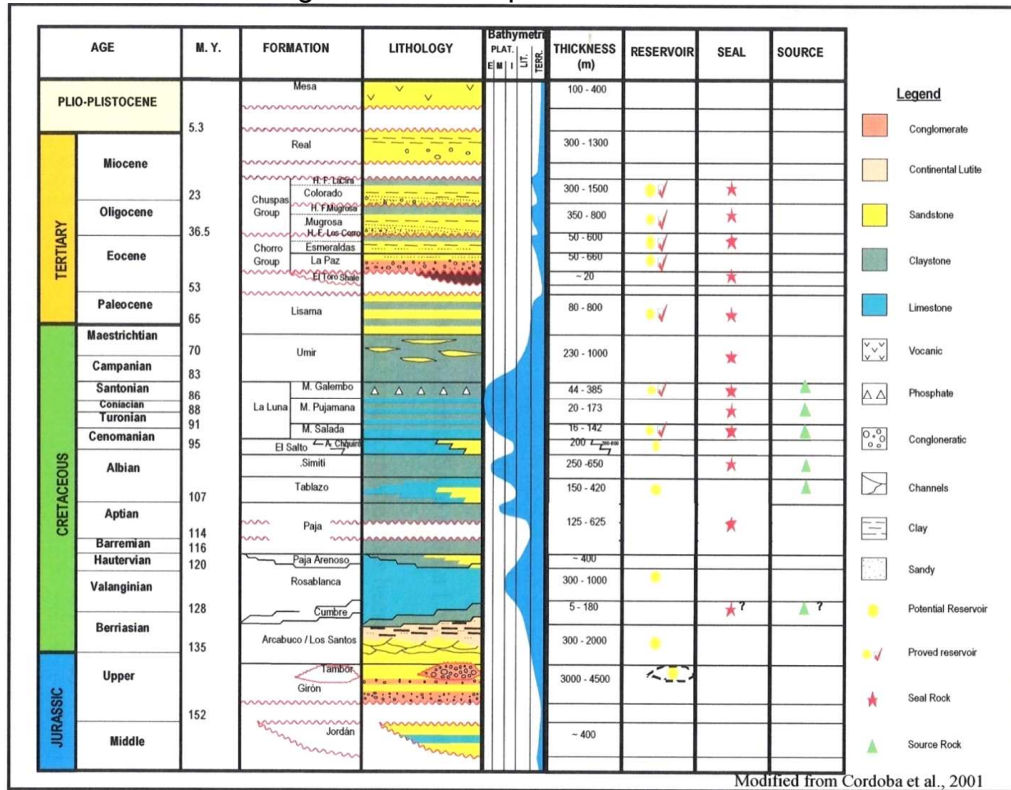 AGE M. Y. FORMATION LITHOLOGY Bathymetri THICKNESS (m) RESERVOIR SEAL SOURCE
PLAT. LIT. TERR.
E M I
PLIO-PLISTOCENE
TERTIARY
Miocene
Oligocene
Eocene
Paleocene
CRETACEOUS
Maestrichtian
Campanian
Santonian
Coniacian
Turonian
Cenomanian
Albian
Aptian
Barremian
Hautervian
Valanginian
Berriasian
JURASSIC
Upper
Middle
5.3
23
36.5
53
65
70
83
86
88
91
95
107
114
116
120
128
135
152
Mesa
Real
Chuspas Group
H. F. LaCira
Colorado
H. F Mugrosa
Mugrosa
Chorro Group
H. F. Los Corro
Esmeraldas
La Paz
El Toro Shale
Lisama
Umir
La Luna
M. Galembo
M. Pujamana
M. Salada
El Salto
Simiti
Tablazo
Paja
Paja Arenoso
Rosablanca
Cumbre
Arcabuco / Los Santos
Tambor
Girón
Jordán
100 - 400
300 - 1300
300 - 1500
350 - 800
50 - 600
50 - 660
~ 20
80 - 800
230 - 1000
44 - 385
20 - 173
16 - 142
200
250 -650
150 - 420
125 - 625
~ 400
300 - 1000
5 - 180
300 - 2000
3000 - 4500
~ 400
?
?
Legend
Conglomerate
Continental Lutite
Sandstone
Claystone
Limestone
Vocanic
Phosphate
Congloneratic
Channels
Clay
Sandy
Potential Reservoir
Proved reservoir
Seal Rock
Source Rock
Modified from Cordoba et al., 2001